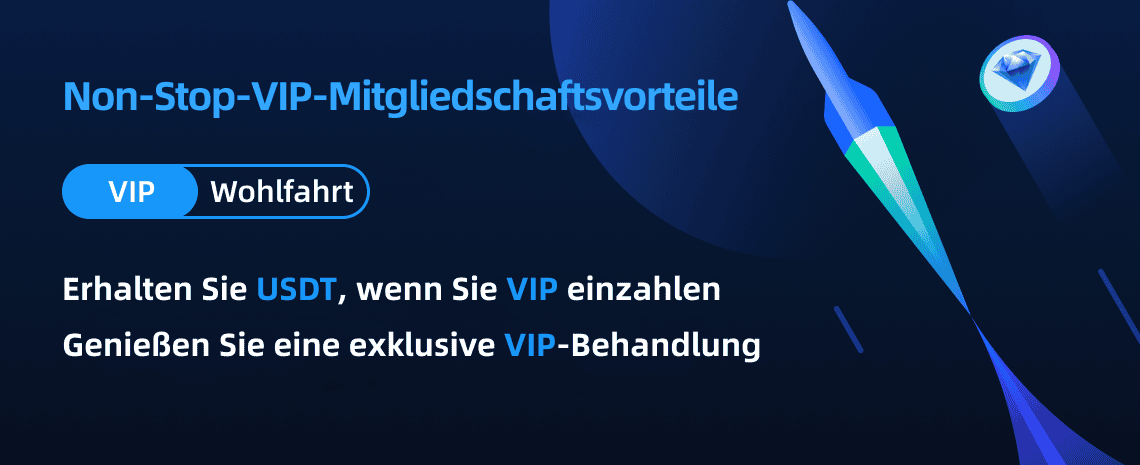 Non-Stop-VIP-Mitgliedschaftsvorteile
VIP Wohlfahrt
Erhalten Sie USDT, wenn Sie VIP einzahlen
Genießen Sie eine exklusive VIP-Behandlung